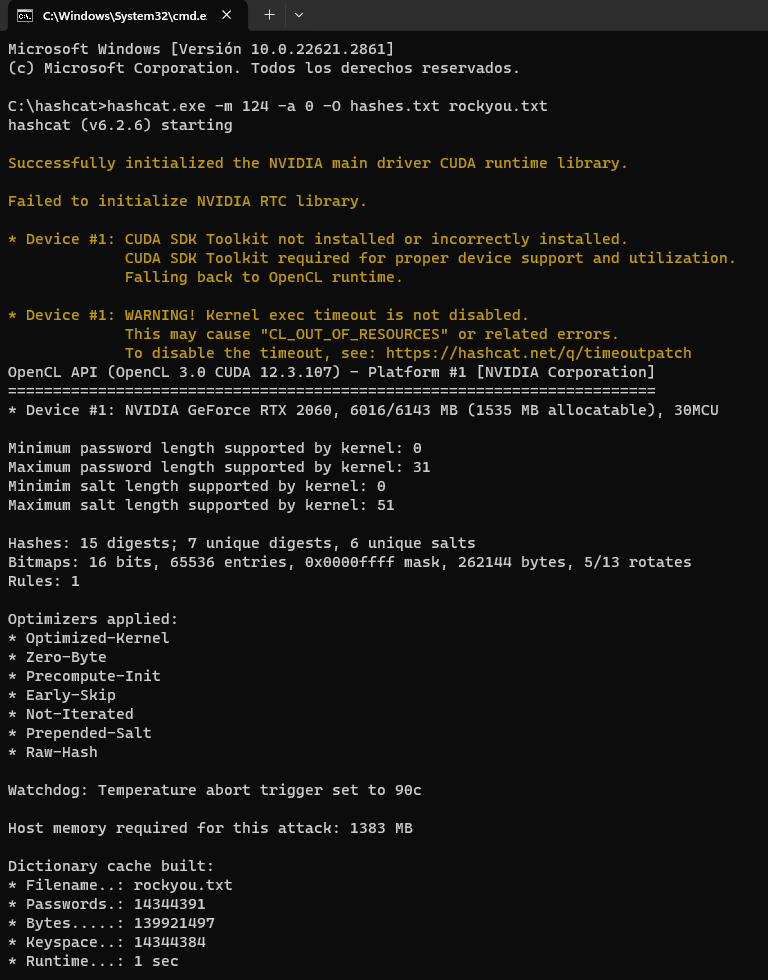 C:\Windows\System32\cmd.e
Microsoft Windows [Versión 10.0.22621.2861]
(c) Microsoft Corporation. Todos los derechos reservados.
C:\hashcat>hashcat.exe -m 124 -a 0 -O hashes.txt rockyou.txt
hashcat (v6.2.6) starting
Successfully initialized the NVIDIA main driver CUDA runtime library.
Failed to initialize NVIDIA RTC library.
* Device #1: CUDA SDK Toolkit not installed or incorrectly installed.
CUDA SDK Toolkit required for proper device support and utilization.
Falling back to OpenCL runtime.
* Device #1: WARNING! Kernel exec timeout is not disabled.
This may cause "CL_OUT_OF_RESOURCES" or related errors.
To disable the timeout, see: https://hashcat.net/q/timeoutpatch
OpenCL API (OpenCL 3.0 CUDA 12.3.107) - Platform #1 [NVIDIA Corporation]
========================================================================
* Device #1: NVIDIA GeForce RTX 2060, 6016/6143 MB (1535 MB allocatable), 30MCU
Minimum password length supported by kernel: 0
Maximum password length supported by kernel: 31
Minimim salt length supported by kernel: 0
Maximum salt length supported by kernel: 51
Hashes: 15 digests; 7 unique digests, 6 unique salts
Bitmaps: 16 bits, 65536 entries, 0x0000ffff mask, 262144 bytes, 5/13 rotates
Rules: 1
Optimizers applied:
* Optimized-Kernel
* Zero-Byte
* Precompute-Init
* Early-Skip
* Not-Iterated
* Prepended-Salt
* Raw-Hash
Watchdog: Temperature abort trigger set to 90c
Host memory required for this attack: 1383 MB
Dictionary cache built:
* Filename..: rockyou.txt
* Passwords.: 14344391
* Bytes.....: 139921497
* Keyspace..: 14344384
* Runtime...: 1 sec